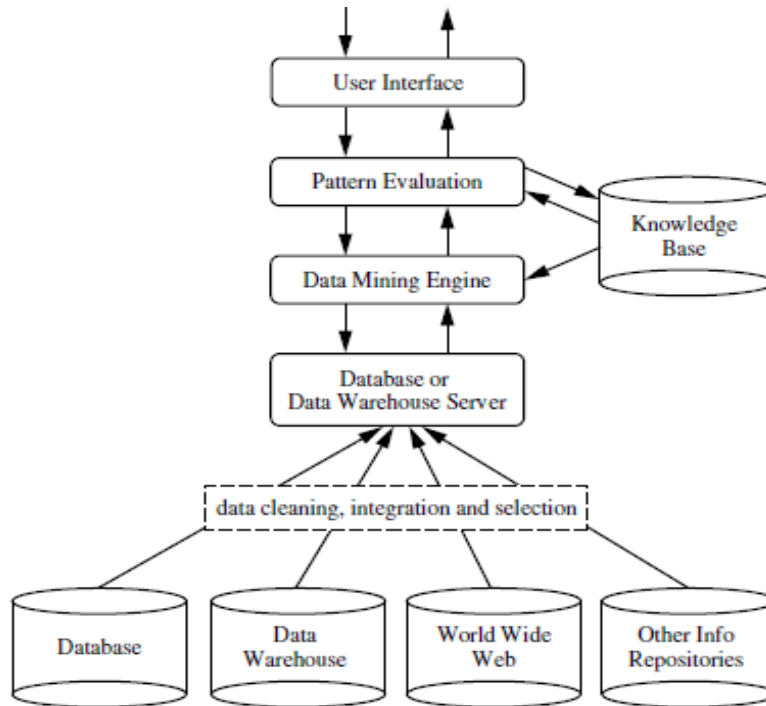 User Interface
Pattern Evaluation
Knowledge
Base
Data Mining Engine
Database or
Data Warehouse Server
data cleaning, integration and selection
Database
Data
Warehouse
World Wide
Web
Other Info
Repositories